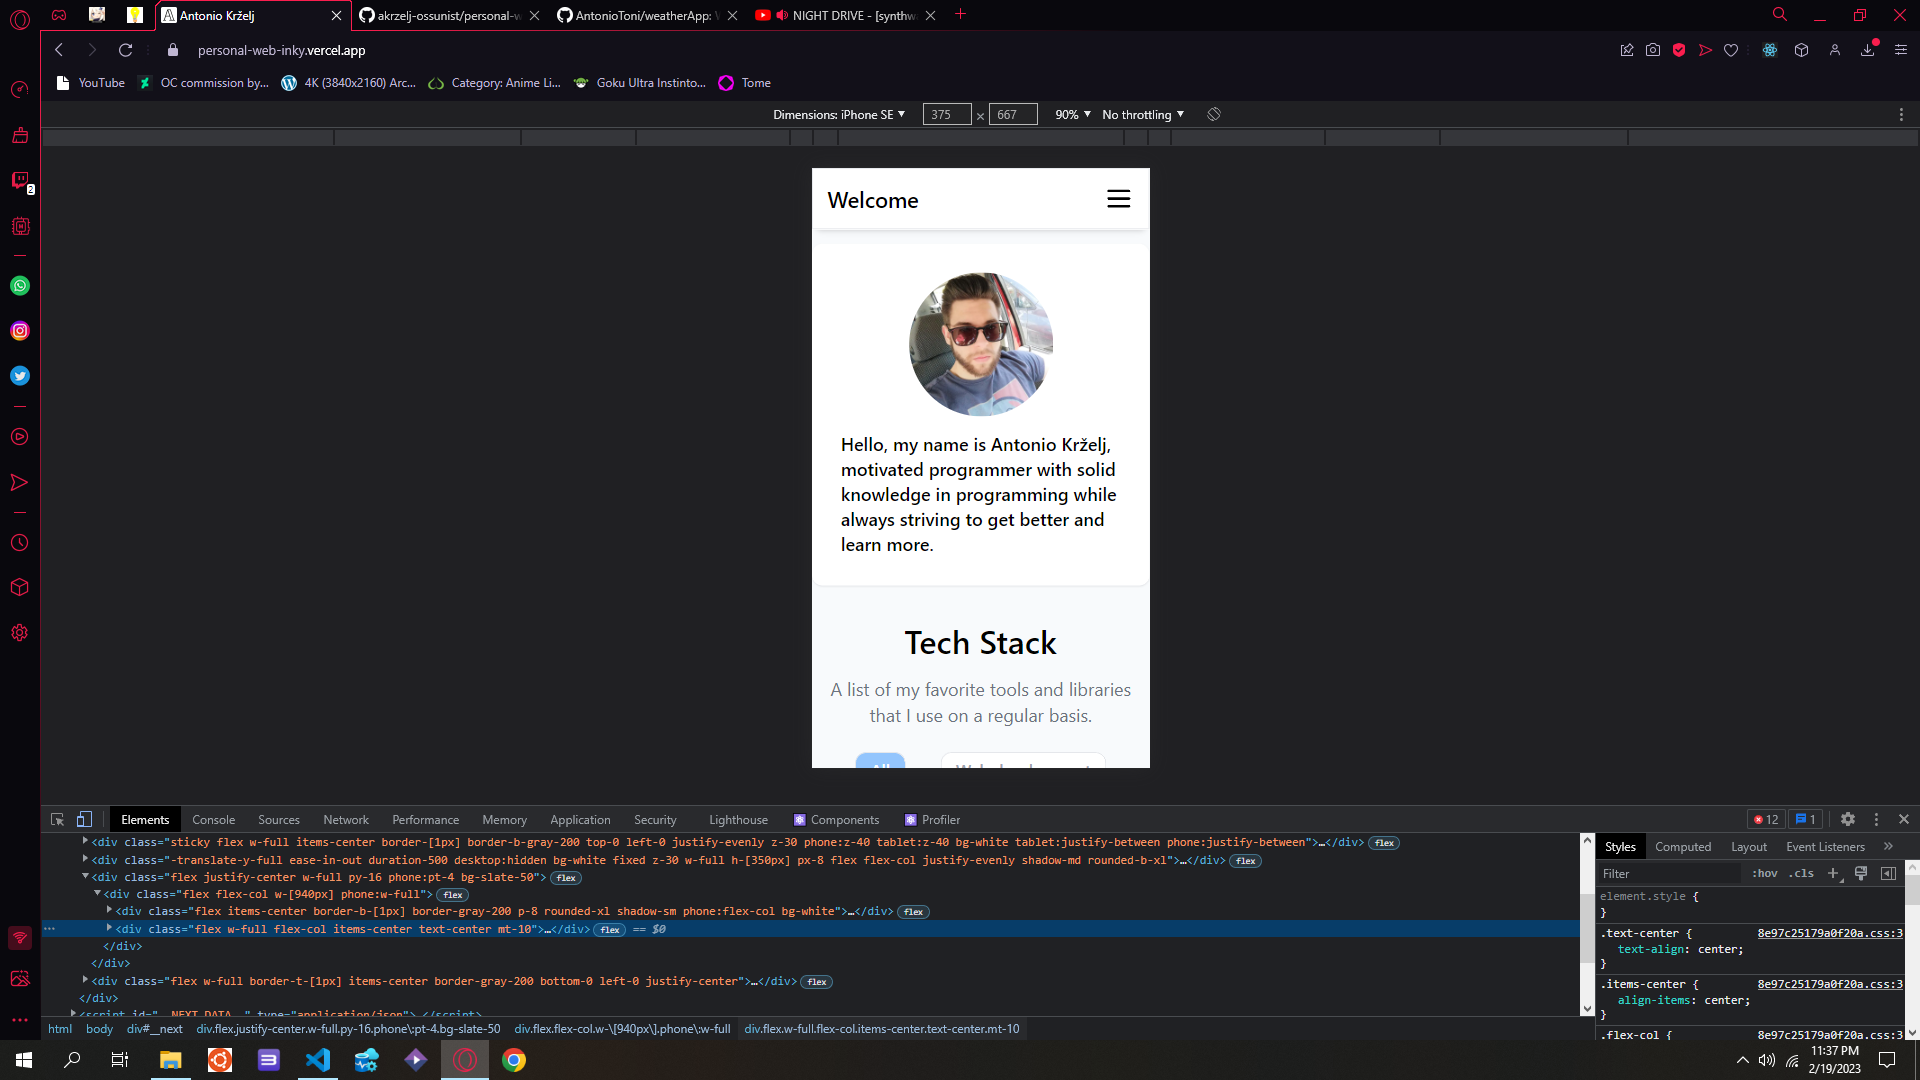 Antonio Krželj
akrzelj-ossunist/personal-w
AntonioToni/weatherApp: W
NIGHT DRIVE - [synthw
personal-web-inky.vercel.app
YouTube
OC commission by...
4K (3840x2160) Arc...
Category: Anime Li...
Goku Ultra Instinto...
Tome
Dimensions: iPhone SE
375
×
667
90%
No throttling
2
Welcome
Hello, my name is Antonio Krželj,
motivated programmer with solid
knowledge in programming while
always striving to get better and
learn more.
Tech Stack
A list of my favorite tools and libraries
that I use on a regular basis.
Elements
Console
Sources
Network
Performance
Memory
Application
Security
Lighthouse
Components
Profiler
12
1
<div class="sticky flex w-full items-center border-[1px] border-b-gray-200 top-0 left-0 justify-evenly z-30 phone:z-40 tablet:z-40 bg-white tablet:justify-between phone:justify-between">…</div> flex
<div class="-translate-y-full ease-in-out duration-500 desktop:hidden bg-white fixed z-30 w-full h-[350px] px-8 flex flex-col justify-evenly shadow-md rounded-b-xl">…</div> flex
<div class="flex justify-center w-full py-16 phone:pt-4 bg-slate-50"> flex
<div class="flex flex-col w-[940px] phone:w-full"> flex
<div class="flex items-center border-b-[1px] border-gray-200 p-8 rounded-xl shadow-sm phone:flex-col bg-white">…</div> flex
<div class="flex w-full flex-col items-center text-center mt-10">…</div> flex == $0
</div>
</div>
<div class="flex w-full border-t-[1px] items-center border-gray-200 bottom-0 left-0 justify-center">…</div> flex
</div>
<script id="__NEXT_DATA__" type="application/json">…</script>
html
body
div#__next
div.flex.justify-center.w-full.py-16.phone\:pt-4.bg-slate-50
div.flex.flex-col.w-\[940px\].phone\:w-full
div.flex.w-full.flex-col.items-center.text-center.mt-10
Styles
Computed
Layout
Event Listeners
Filter
:hov
.cls
element.style {
}
.text-center {
8e97c25179a0f20a.css:3
text-align: center;
}
.items-center {
8e97c25179a0f20a.css:3
align-items: center;
}
.flex-col {
8e97c25179a0f20a.css:3
11:37 PM
2/19/2023